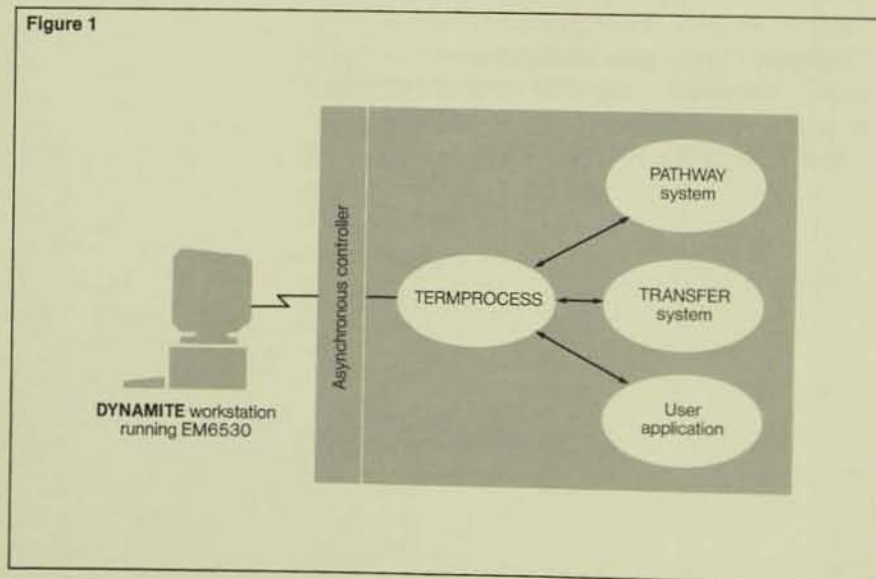 Figure 1
DYNAMITE workstation
running EM6530
Asynchronous controller
TERMPROCESS
PATHWAY
system
TRANSFER
system
User
application